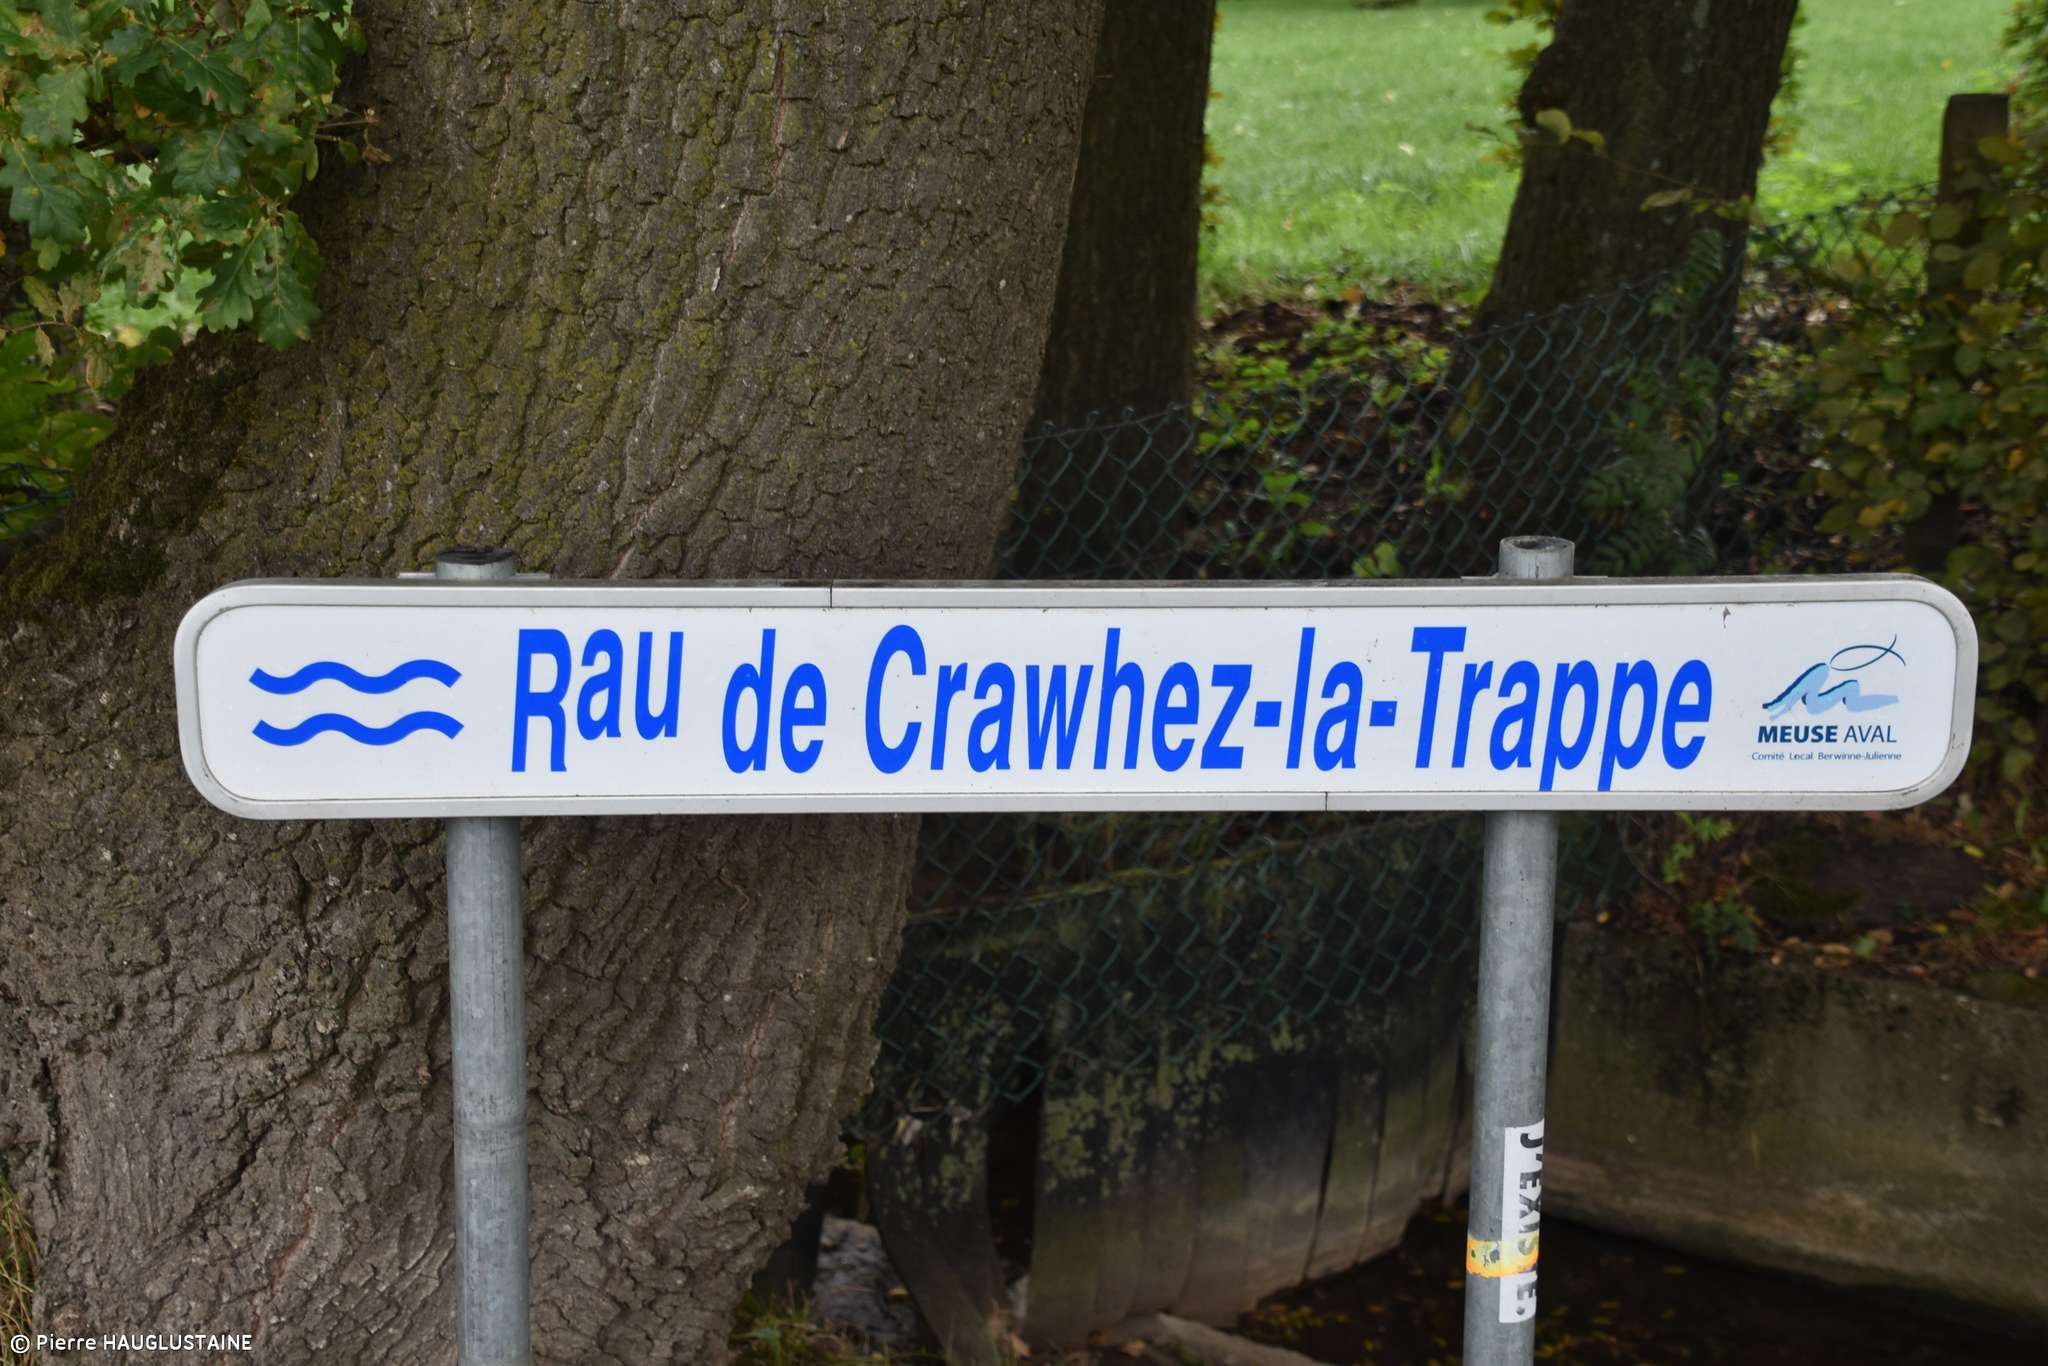 Rau de Crawhez-la-Trappe
MEUSE AVAL
Comité Local Berwinne-Julienne
J'EXISTE.
© Pierre HAUGLUSTAINE